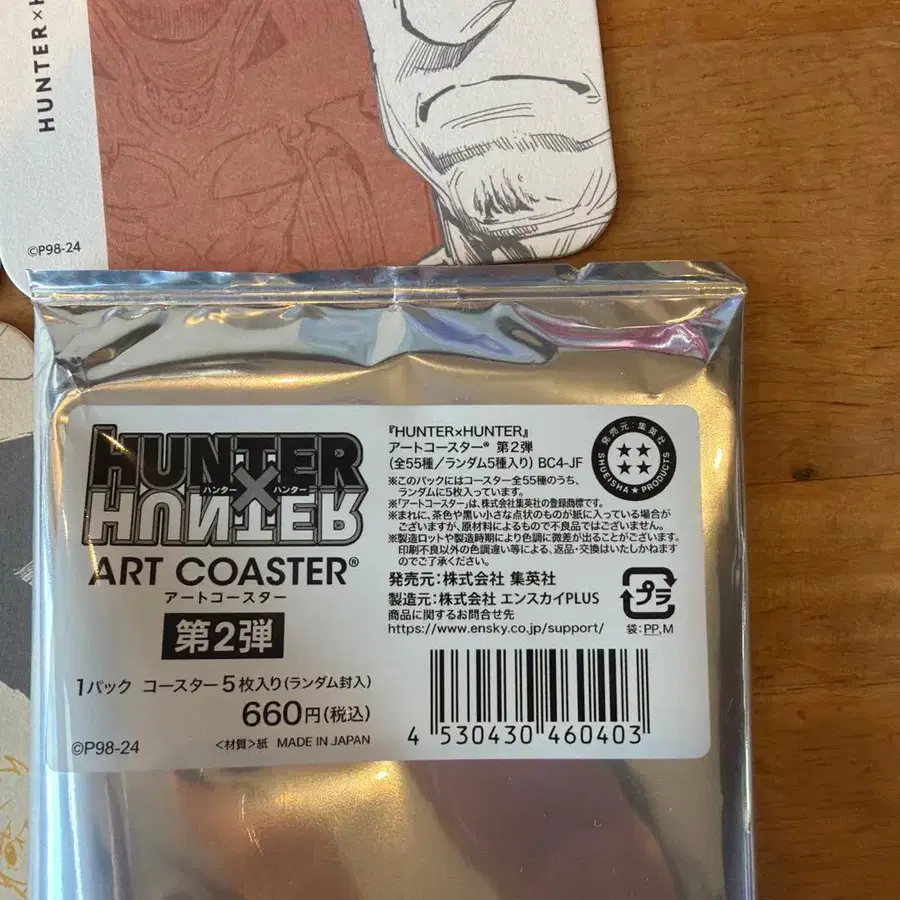 HUNTER×H
©P98-24
HUNTER
ハンター×ハンター
HUNTER
ART COASTER®
アートコースター
第2弾
1パック コースター5枚入り(ランダム封入)
660円(税込)
©P98-24
<材質>紙 MADE IN JAPAN
『HUNTER×HUNTER』
アートコースター® 第2弾
(全55種/ランダム5種入り) BC4-JF
※このパックにはコースター全55種のうち、
ランダムに5枚入っています。
※「アートコースター」は、株式会社集英社の登録商標です。
※まれに、茶色や黒い小さな点状のものが紙に入っている場合が
ございますが、原材料によるもので不良品ではございません。
※製造ロットや製造時期により色調に微差が出ることがございます。
印刷不良以外の色調違い等による、返品・交換はいたしかねます
のでご了承ください。
発売元:株式会社 集英社
製造元:株式会社 エンスカイPLUS
商品に関するお問合せ先
https://www.ensky.co.jp/support/
発売元:集英社
SHUEISHA★PRODUCTS
プラ
袋:PP,M
4 530430 460403